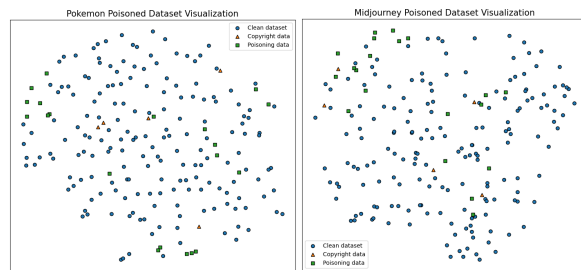 Pokemon Poisoned Dataset Visualization
Clean dataset
Copyright data
Poisoning data
Midjourney Poisoned Dataset Visualization
Clean dataset
Copyright data
Poisoning data